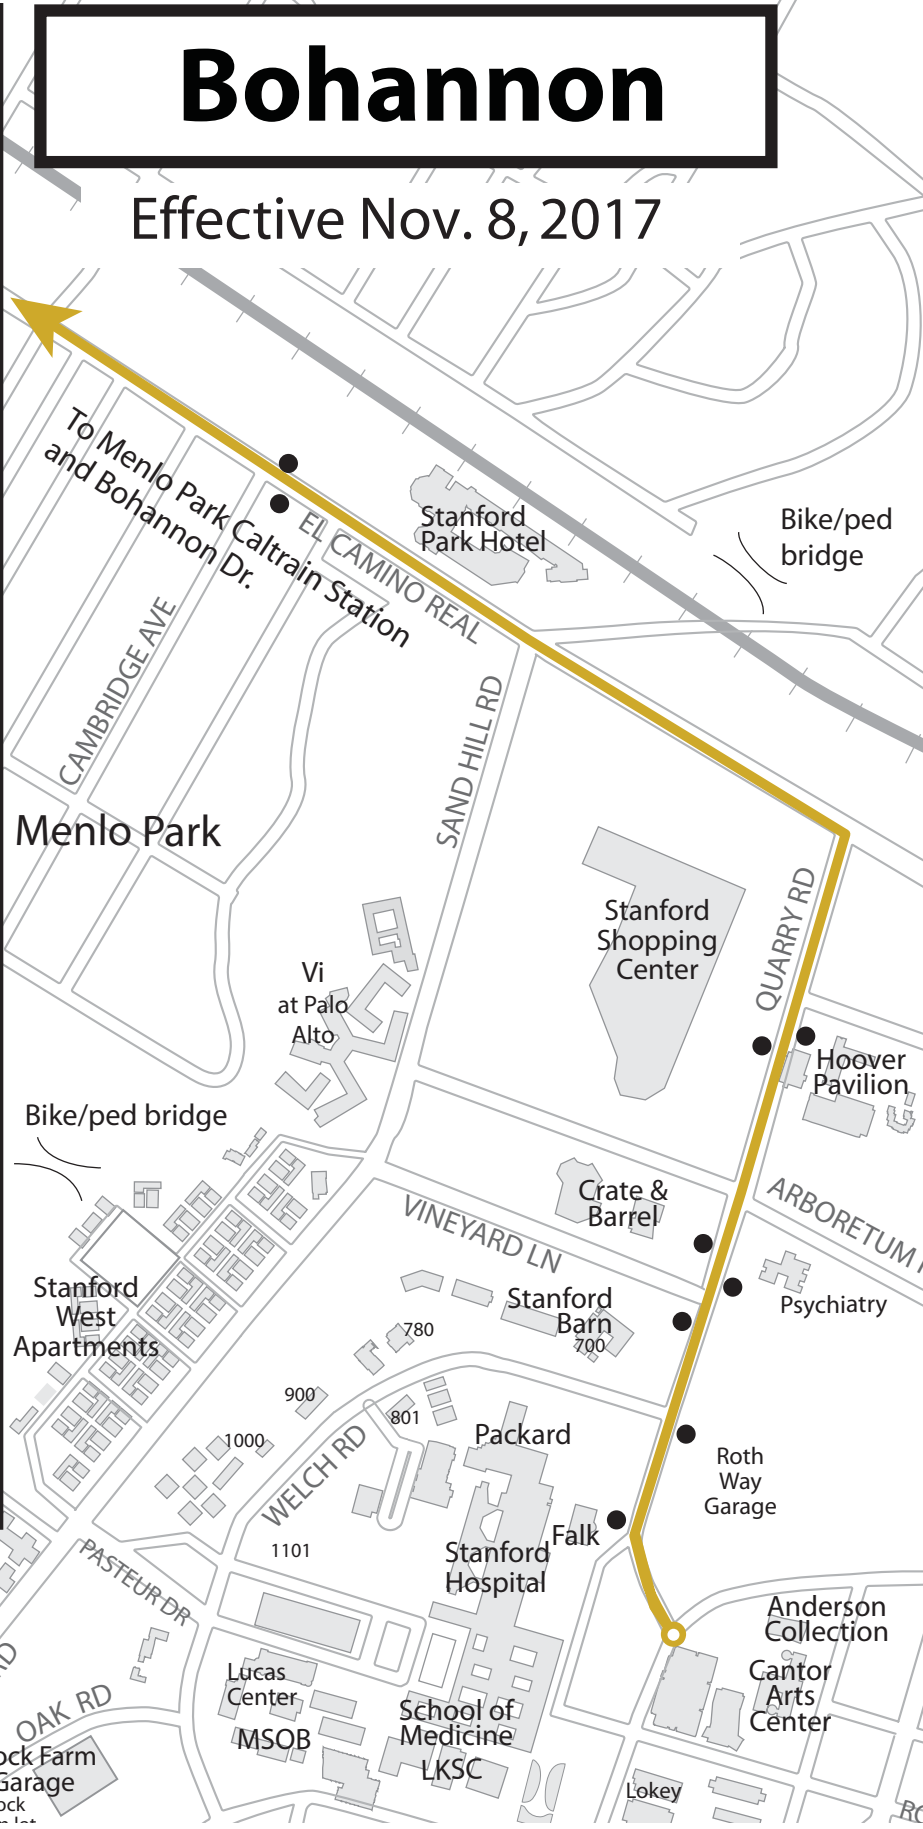 Bohannon
Effective Nov. 8, 2017
To Menlo Park Caltrain Station
and Bohannon Dr.
EL CAMINO REAL
Stanford
Park Hotel
Bike/ped
bridge
CAMBRIDGE AVE
SAND HILL RD
Menlo Park
QUARRY RD
Stanford
Shopping
Center
Vi
at Palo
Alto
Hoover
Pavilion
Bike/ped bridge
Crate &
Barrel
ARBORETUM
VINEYARD LN
Stanford
West
Apartments
Stanford
Barn
700
Psychiatry
780
900
801
1000
WELCH RD
Packard
Roth
Way
Garage
Falk
1101
Stanford
Hospital
PASTEUR DR
Anderson
Collection
Cantor
Arts
Center
Lucas
Center
MSOB
School of
Medicine
LKSC
OAK RD
ock Farm
Garage
ock
Lokey